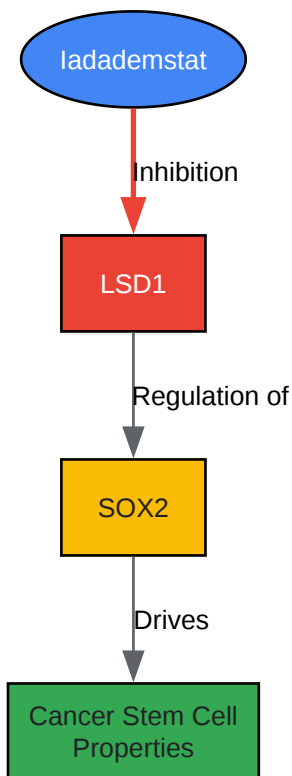 Iadademstat
Inhibition
LSD1
Regulation of
SOX2
Drives
Cancer Stem Cell
Properties